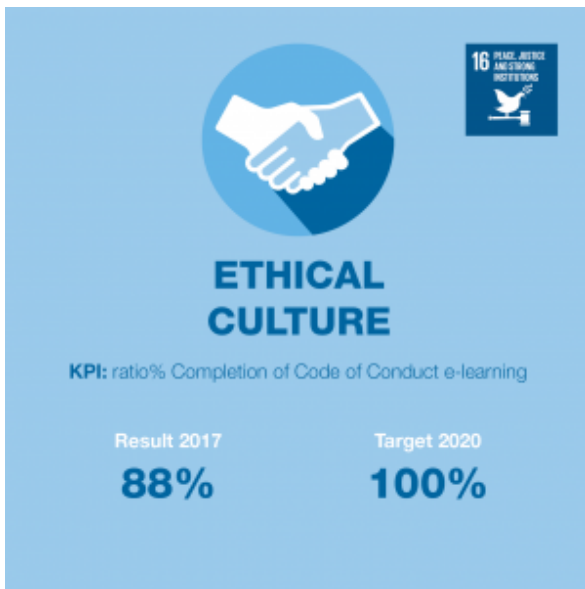 16 PEACE, JUSTICE
AND STRONG
INSTITUTIONS
ETHICAL
CULTURE
KPI: ratio% Completion of Code of Conduct e-learning
Result 2017
Target 2020
88%
100%